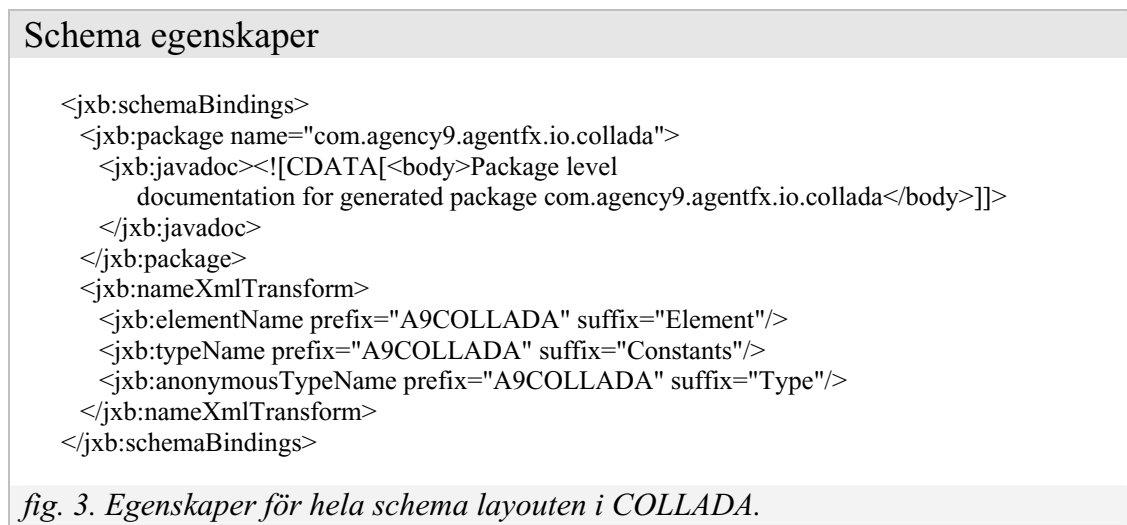 Schema egenskaper
<jxb:schemaBindings>
<jxb:package name="com.agency9.agentfx.io.collada">
<jxb:javadoc><![CDATA[<body>Package level
documentation for generated package com.agency9.agentfx.io.collada</body>]]>
</jxb:javadoc>
</jxb:package>
<jxb:nameXmlTransform>
<jxb:elementName prefix="A9COLLADA" suffix="Element"/>
<jxb:typeName prefix="A9COLLADA" suffix="Constants"/>
<jxb:anonymousTypeName prefix="A9COLLADA" suffix="Type"/>
</jxb:nameXmlTransform>
</jxb:schemaBindings>
fig. 3. Egenskaper för hela schema layouten i COLLADA.